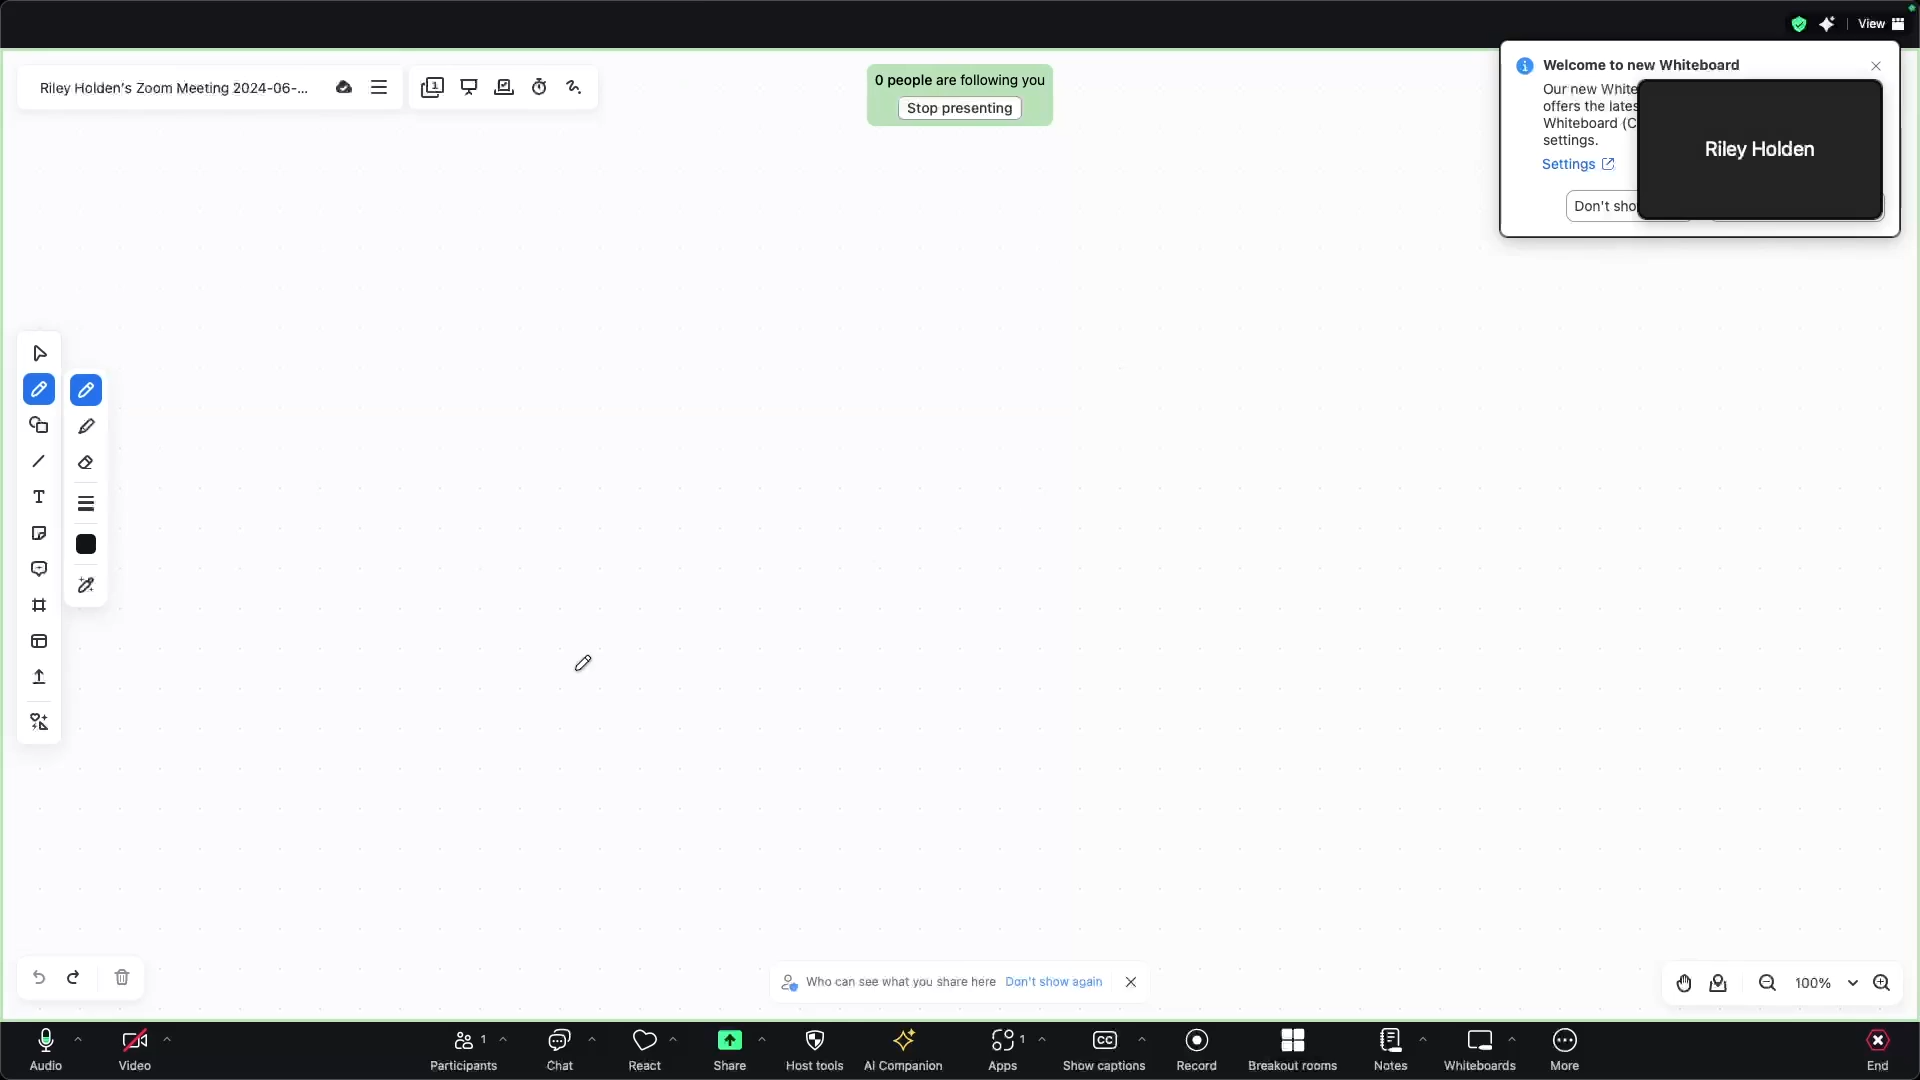 View
Riley Holden's Zoom Meeting 2024-06-...
1
0 people are following you
Stop presenting
Welcome to new Whiteboard
Our new White
offers the lates
Whiteboard (C
settings.
Settings
Don't sho
Riley Holden
T
Who can see what you share here Don't show again
100%
Audio
Video
Participants 1
Chat
React
Share
Host tools
AI Companion
Apps 1
CC
Show captions
Record
Breakout rooms
Notes
Whiteboards
More
End